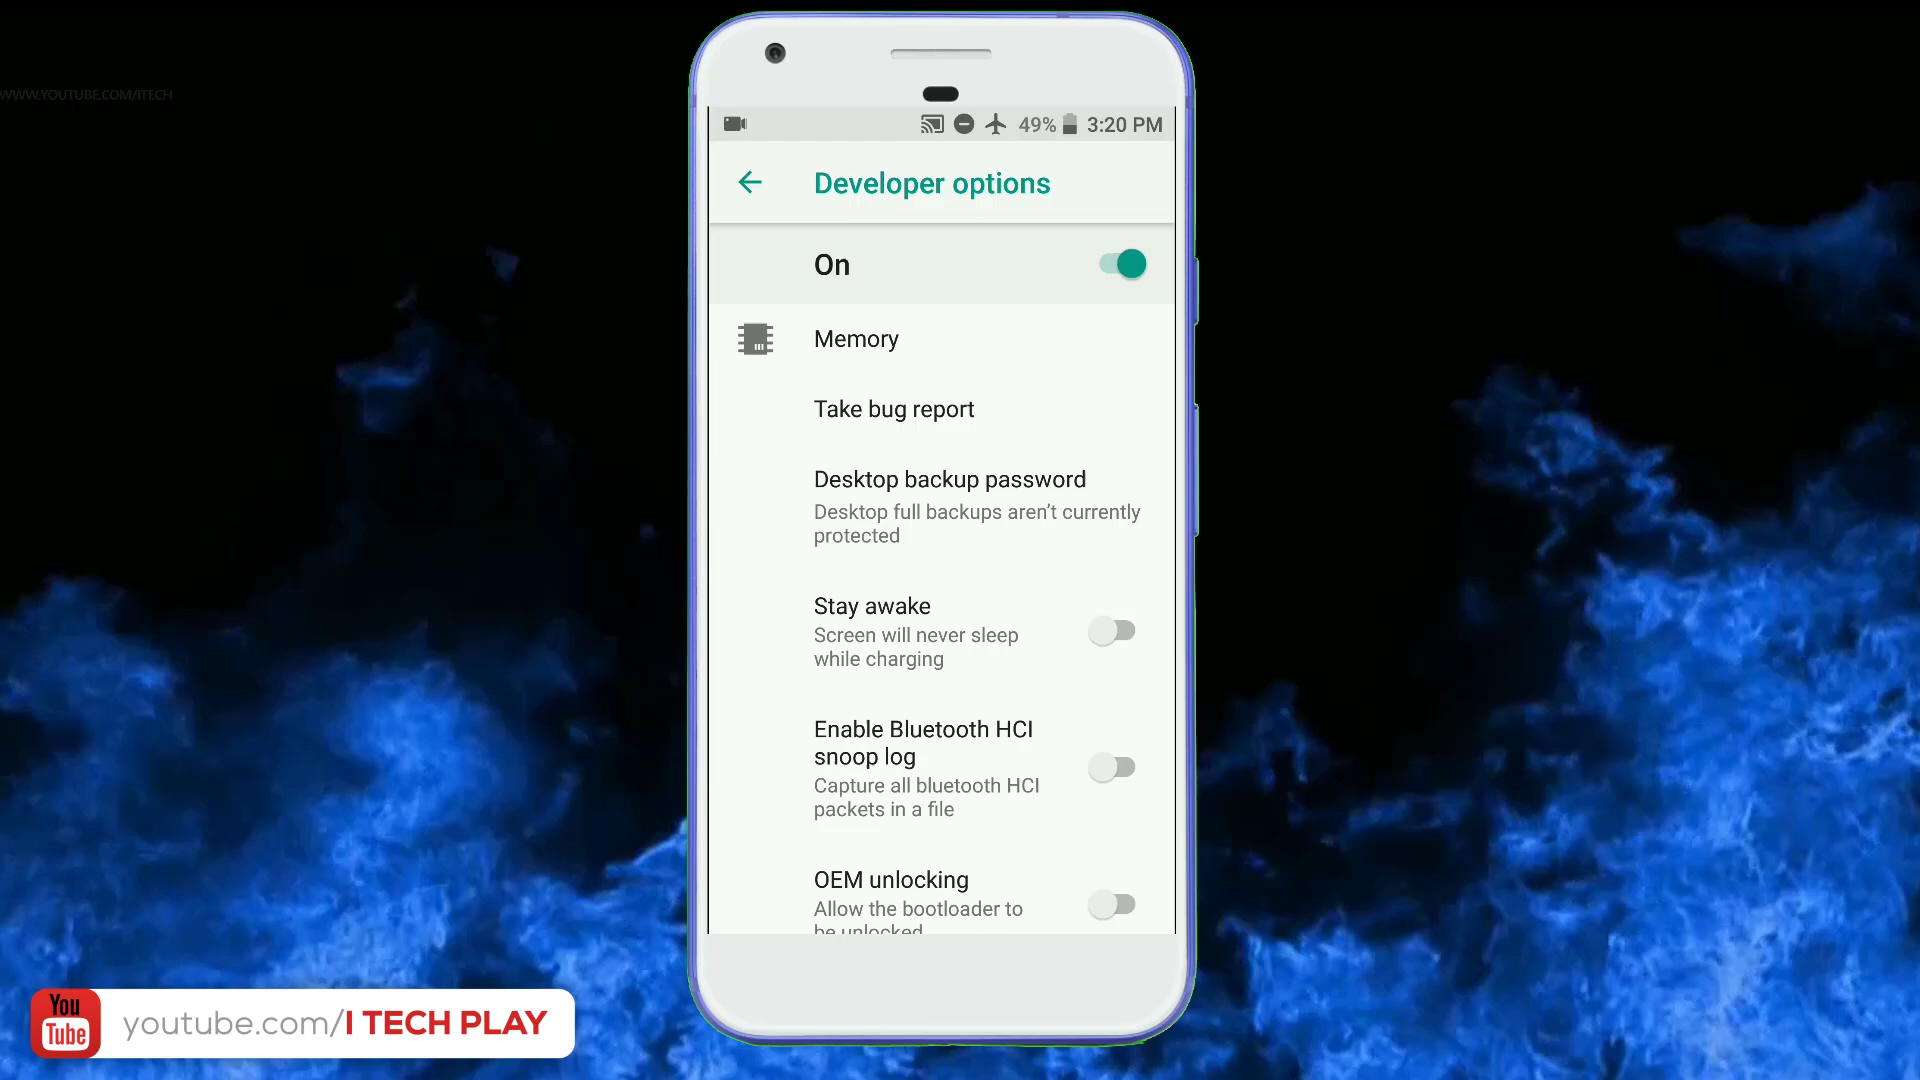 WWW.YOUTUBE.COM/ITECH
49% 3:20 PM
Developer options
On
Memory
Take bug report
Desktop backup password
Desktop full backups aren't currently
protected
Stay awake
Screen will never sleep
while charging
Enable Bluetooth HCI
snoop log
Capture all bluetooth HCI
packets in a file
OEM unlocking
Allow the bootloader to
be unlocked
You
Tube
youtube.com/I TECH PLAY